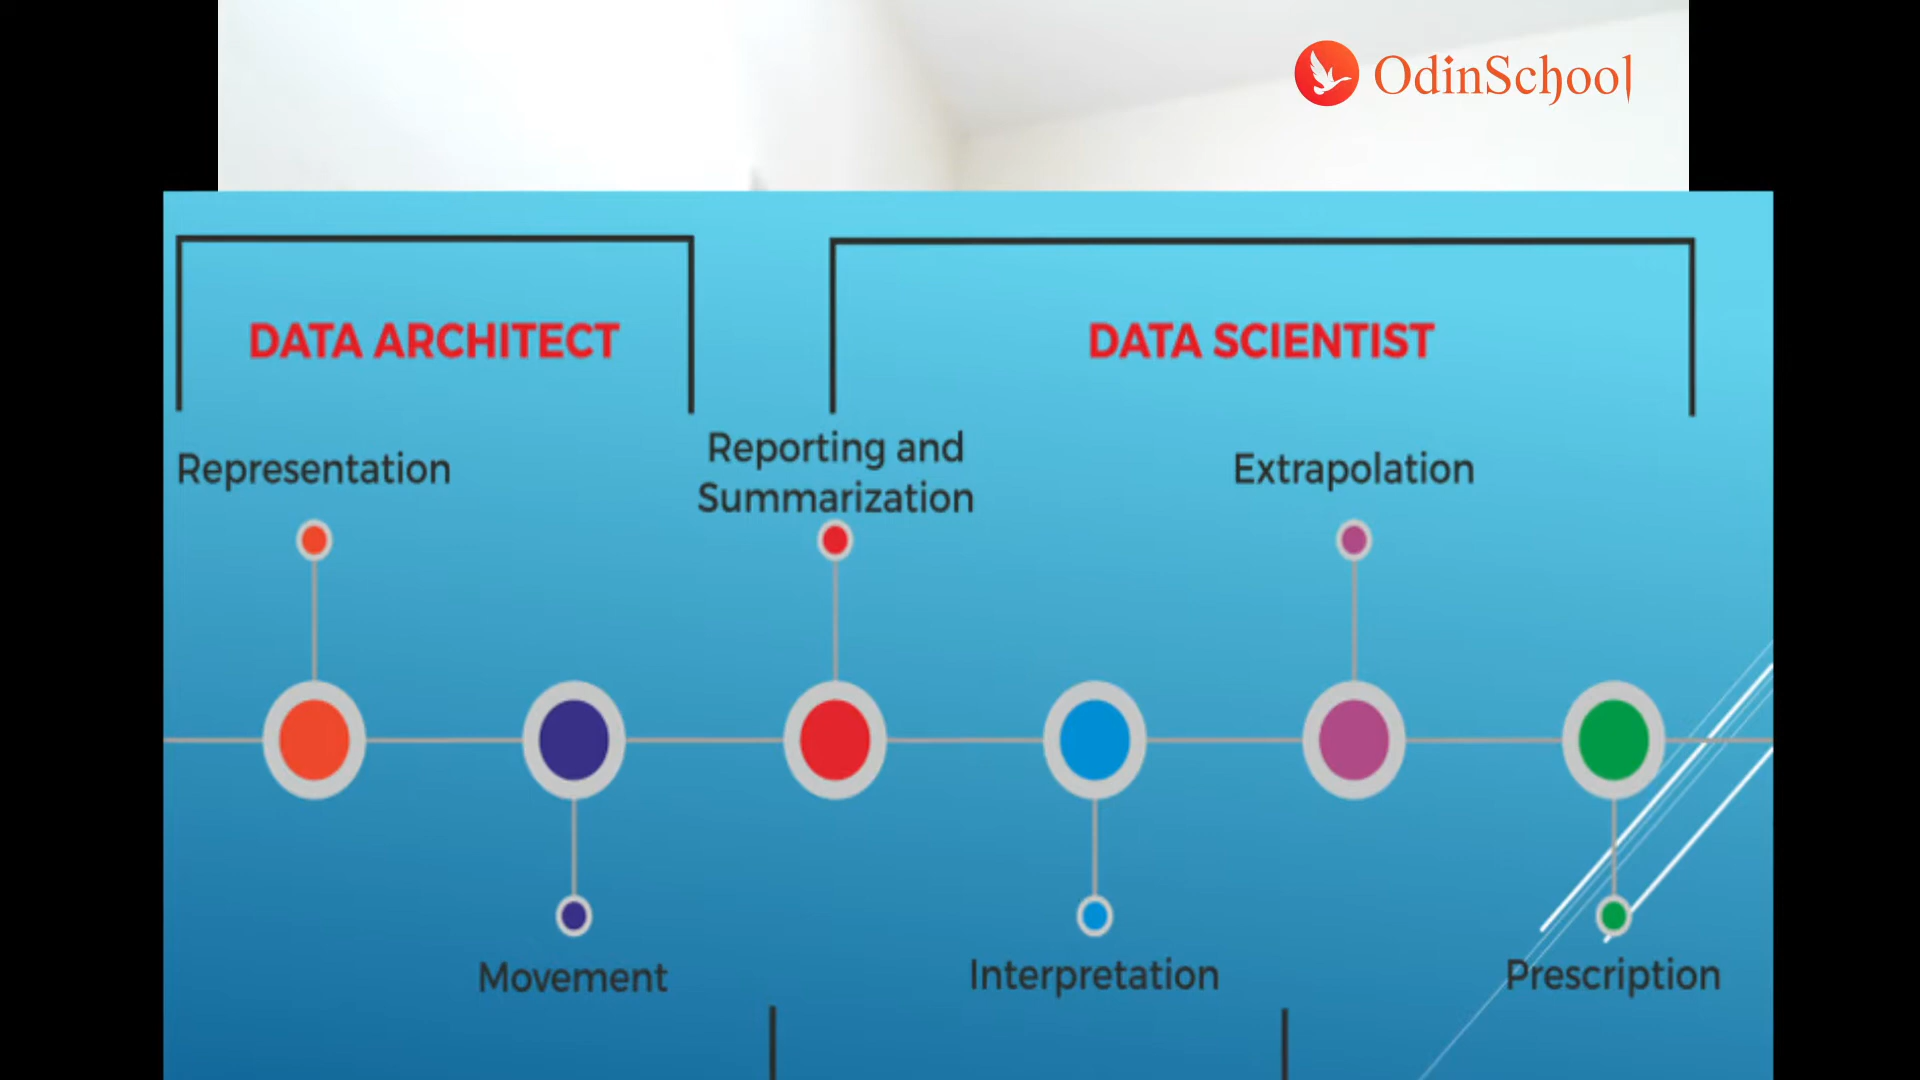 OdinSchool
DATA ARCHITECT
DATA SCIENTIST
Representation
Reporting and
Summarization
Extrapolation
Movement
Interpretation
Prescription